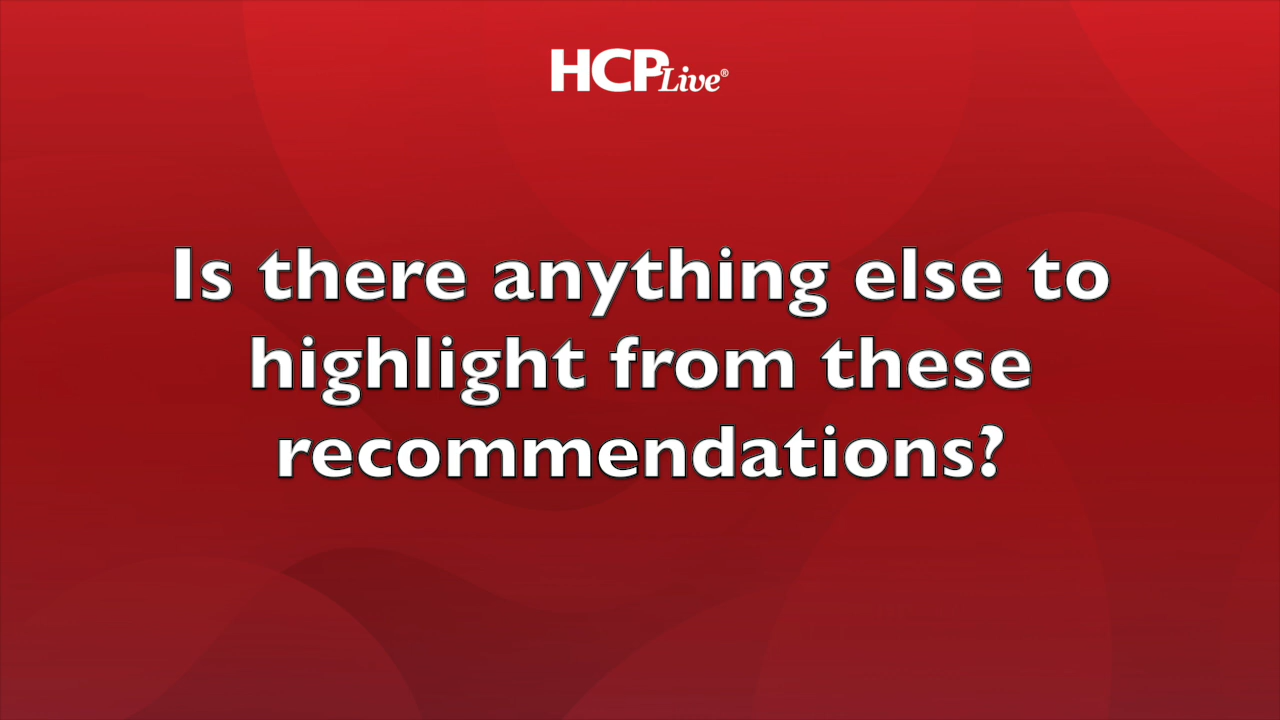 HCPLive®
Is there anything else to
highlight from these
recommendations?